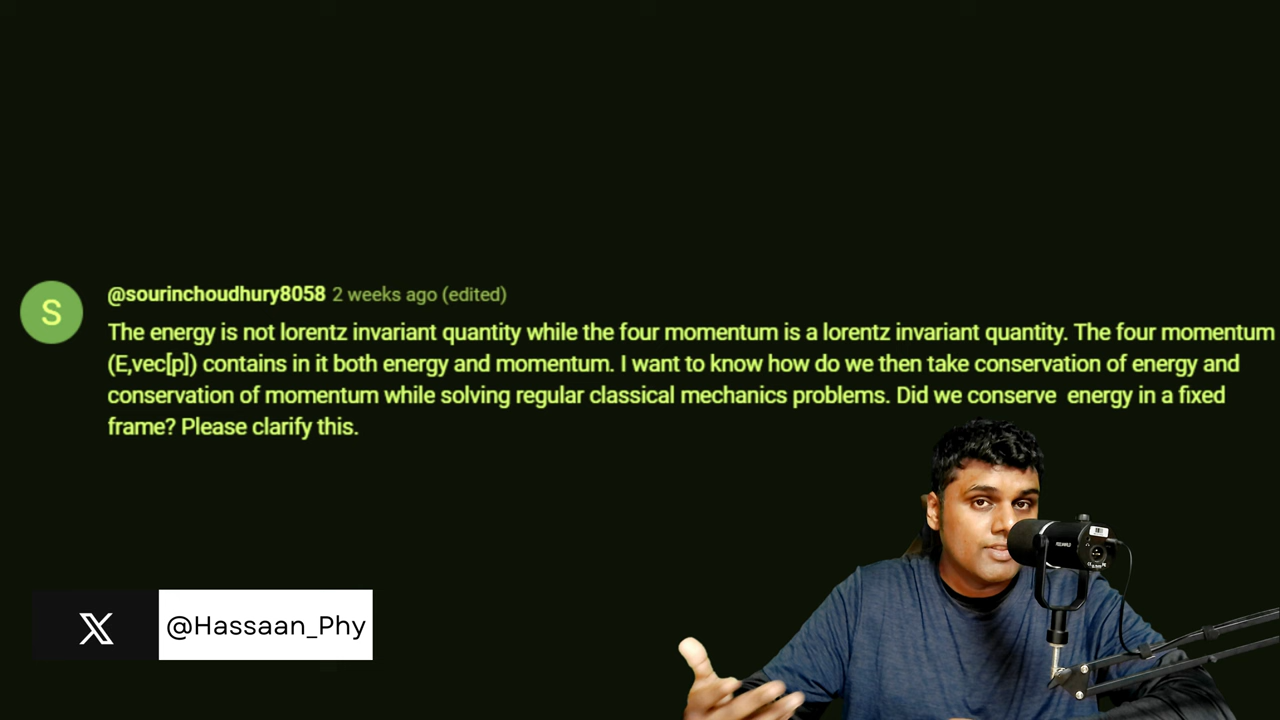 S
@sourinchoudhury8058 2 weeks ago (edited)
The energy is not lorentz invariant quantity while the four momentum is a lorentz invariant quantity. The four momentum
(E,vec[p]) contains in it both energy and momentum. I want to know how do we then take conservation of energy and
conservation of momentum while solving regular classical mechanics problems. Did we conserve energy in a fixed
frame? Please clarify this.
@Hassaan_Phy